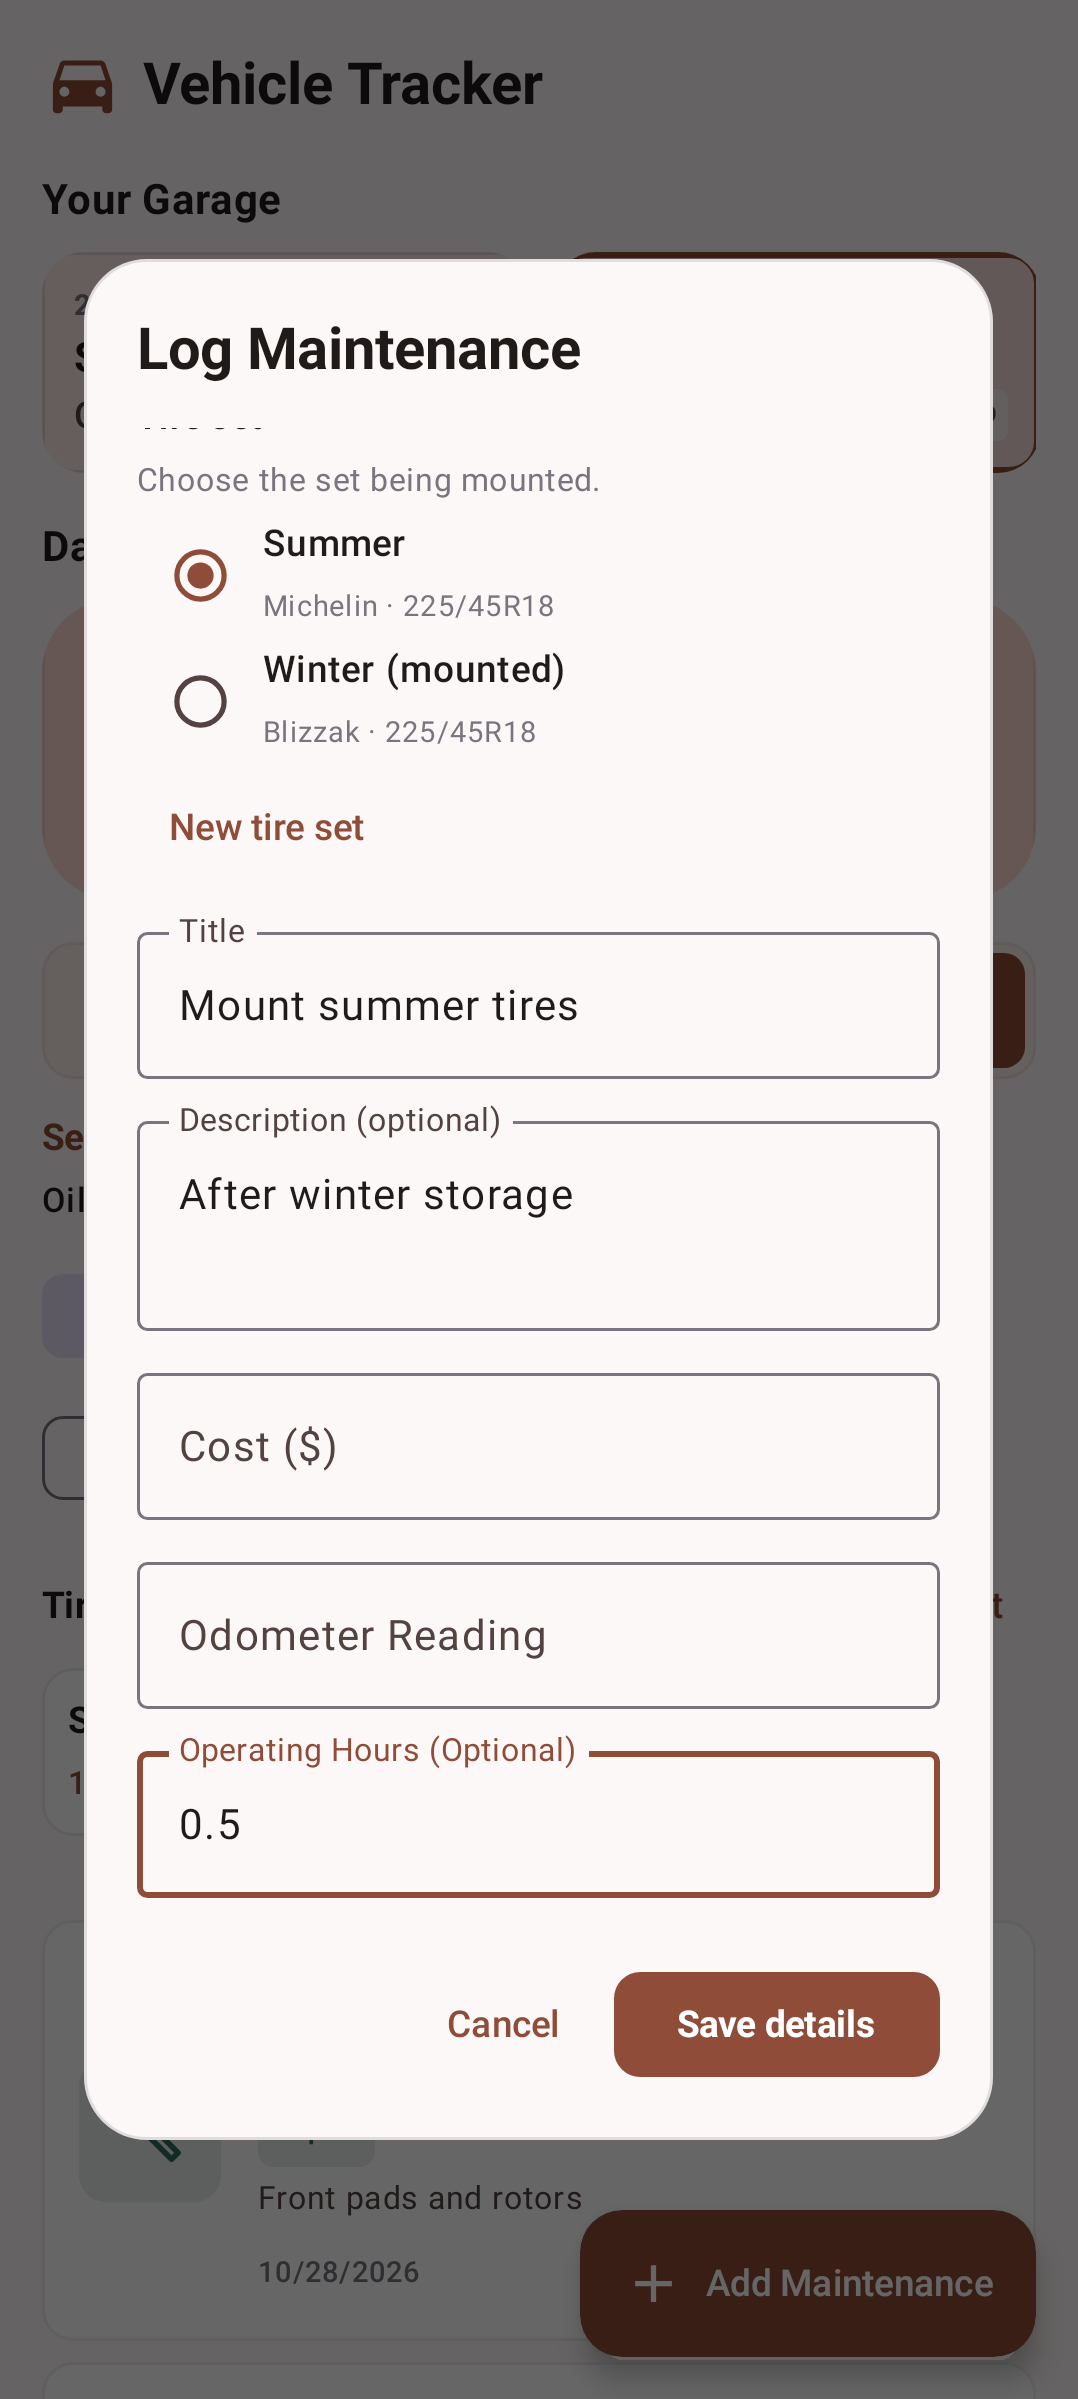 Vehicle Tracker
Your Garage
Log Maintenance
Choose the set being mounted.
Summer
Michelin · 225/45R18
Winter (mounted)
Blizzak · 225/45R18
New tire set
Title
Mount summer tires
Description (optional)
After winter storage
Cost ($)
Odometer Reading
Operating Hours (Optional)
0.5
Cancel
Save details
Front pads and rotors
10/28/2026
Add Maintenance